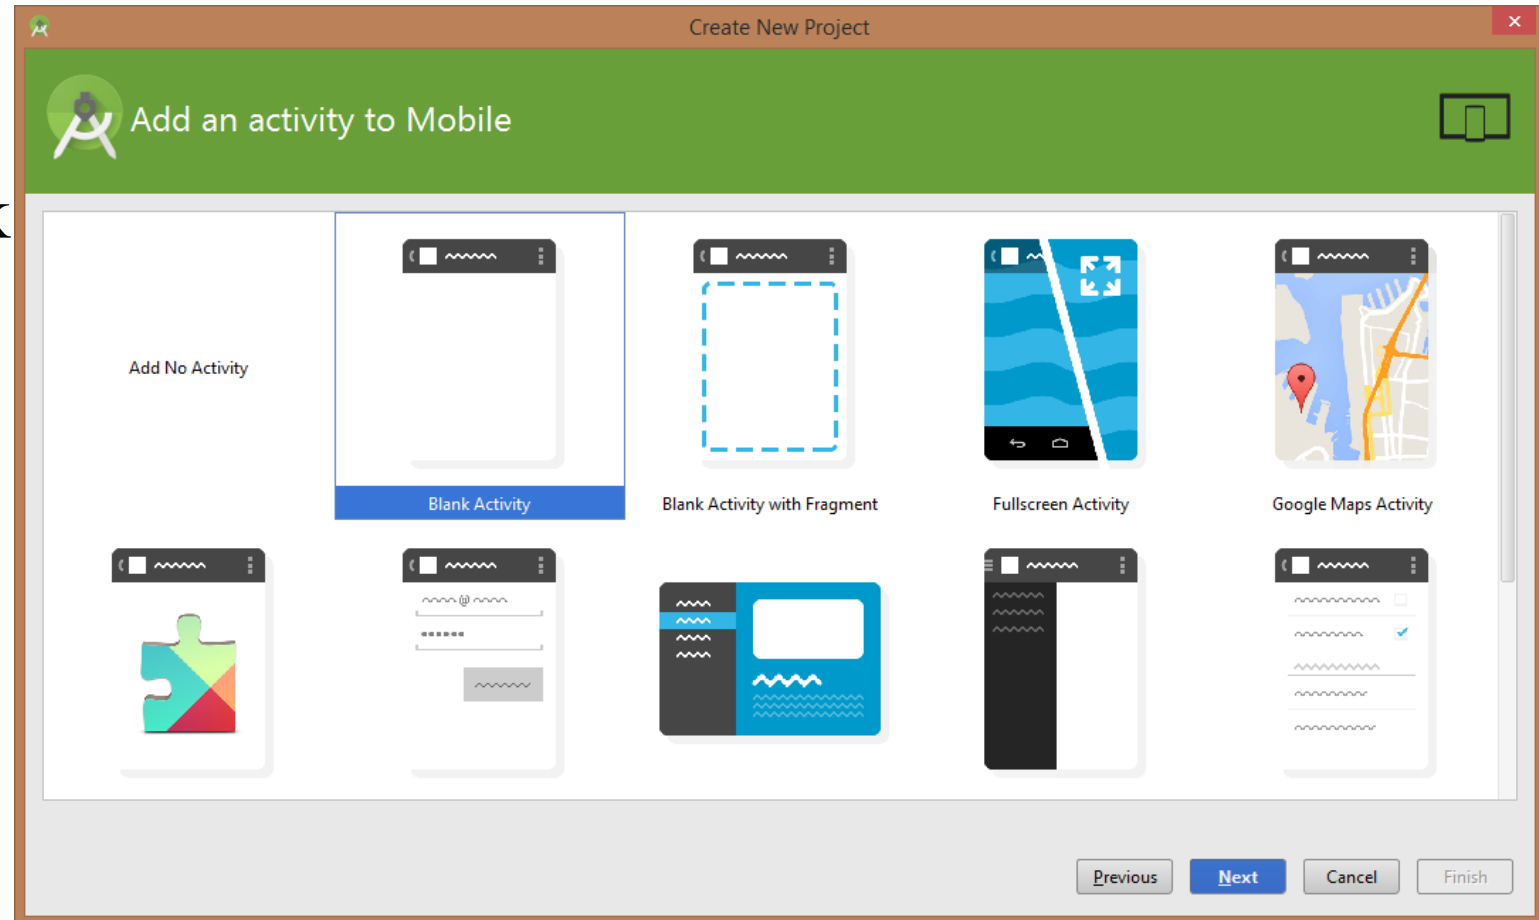 Create New Project
Add an activity to Mobile
Add No Activity
Blank Activity
Blank Activity with Fragment
Fullscreen Activity
Google Maps Activity
@
Previous
Next
Cancel
Finish